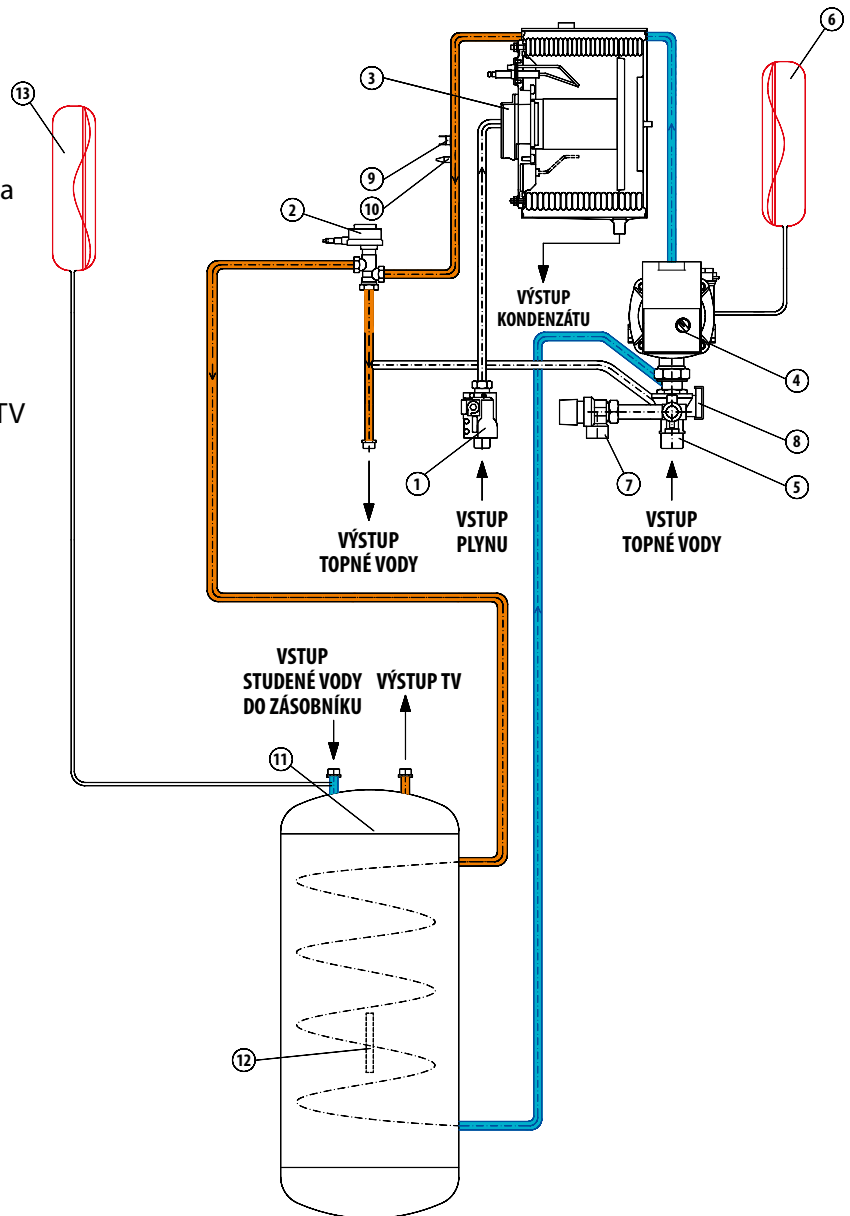 6
3
13
a
9
10
2
VÝSTUP
KONDENZÁTU
4
TV
8
1
7
5
VÝSTUP
TOPNÉ VODY
VSTUP
PLYNU
VSTUP
TOPNÉ VODY
VSTUP
STUDENÉ VODY
DO ZÁSOBNÍKU
VÝSTUP TV
11
12